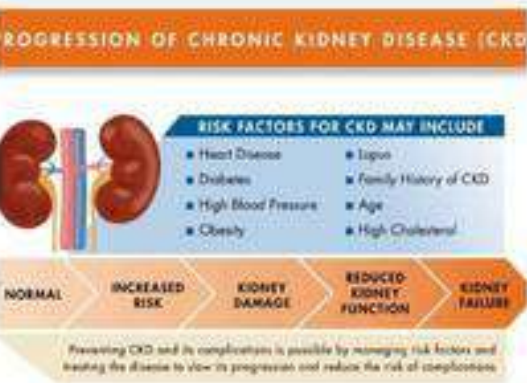 ROGRESSION OF CHRONIC KIDNEY DISEASE (CKD
RISK FACTORS FOR CKD MAY INCLUDE
■ Heart Disease
■ Diabetes
■ High Blood Pressure
■ Obesity
■ Lupus
■ Family History of CKD
■ Age
■ High Cholesterol
NORMAL
INCREASED
RISK
KIDNEY
DAMAGE
REDUCED
KIDNEY
FUNCTION
KIDNEY
FAILURE
Preventing CKD and its complications is possible by managing risk factors and
treating the disease to slow its progression and reduce the risk of complications